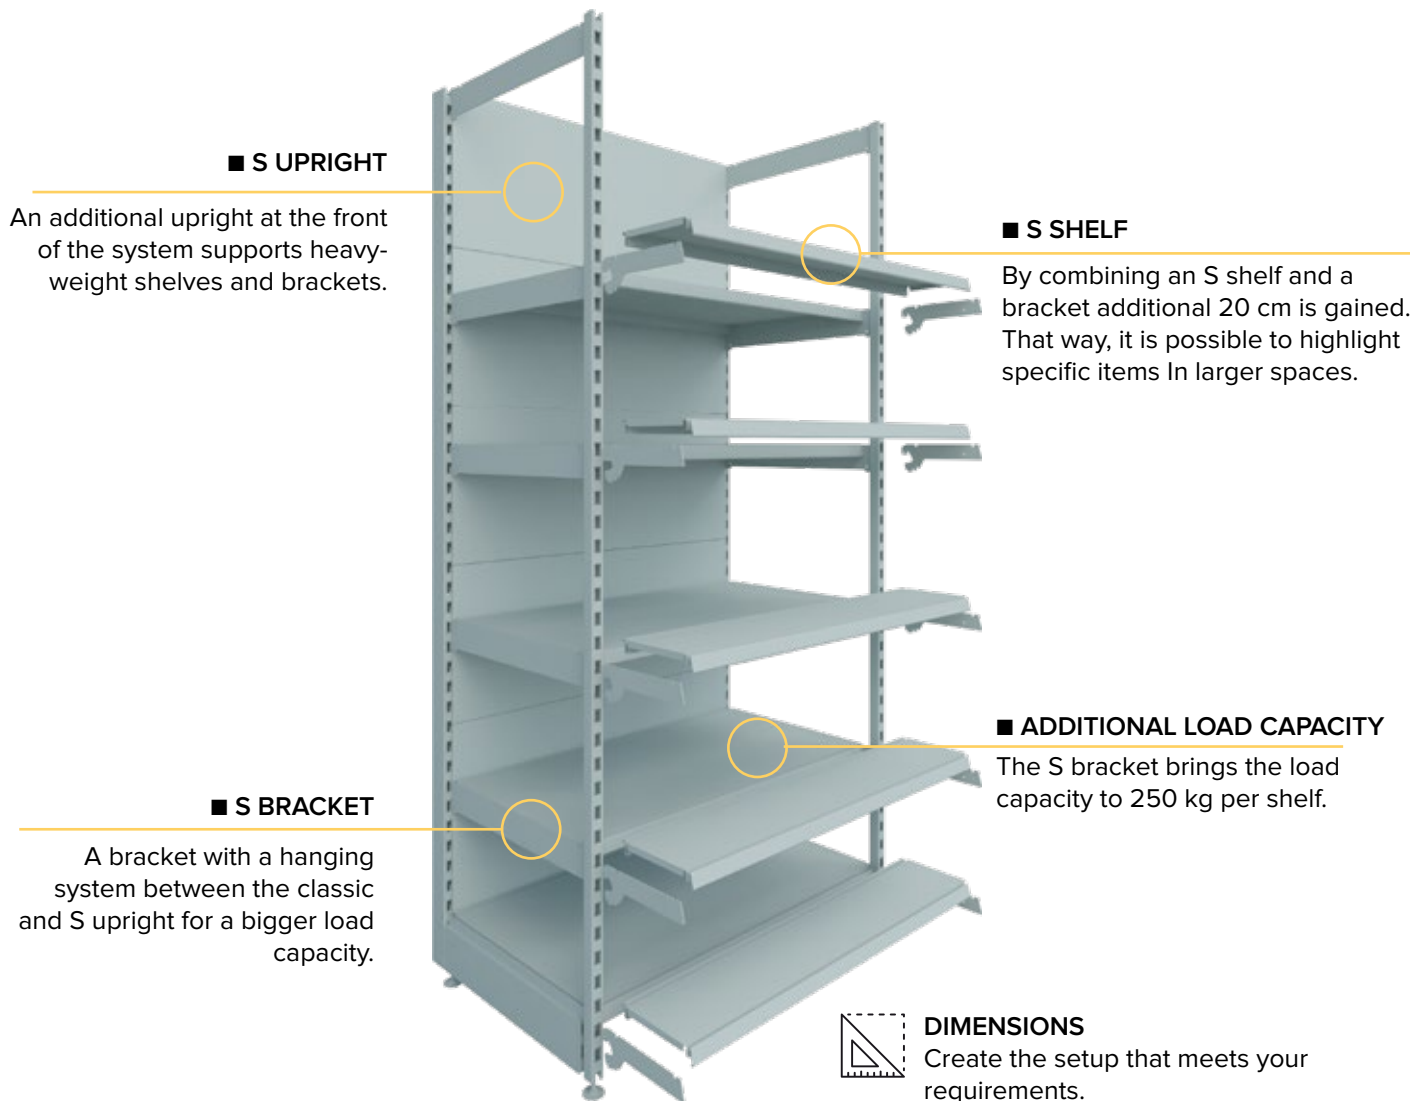 ■ S UPRIGHT
An additional upright at the front
of the system supports heavy-
weight shelves and brackets.
■ S SHELF
By combining an S shelf and a
bracket additional 20 cm is gained.
That way, it is possible to highlight
specific items In larger spaces.
■ ADDITIONAL LOAD CAPACITY
The S bracket brings the load
capacity to 250 kg per shelf.
■ S BRACKET
A bracket with a hanging
system between the classic
and S upright for a bigger load
capacity.
DIMENSIONS
Create the setup that meets your
requirements.